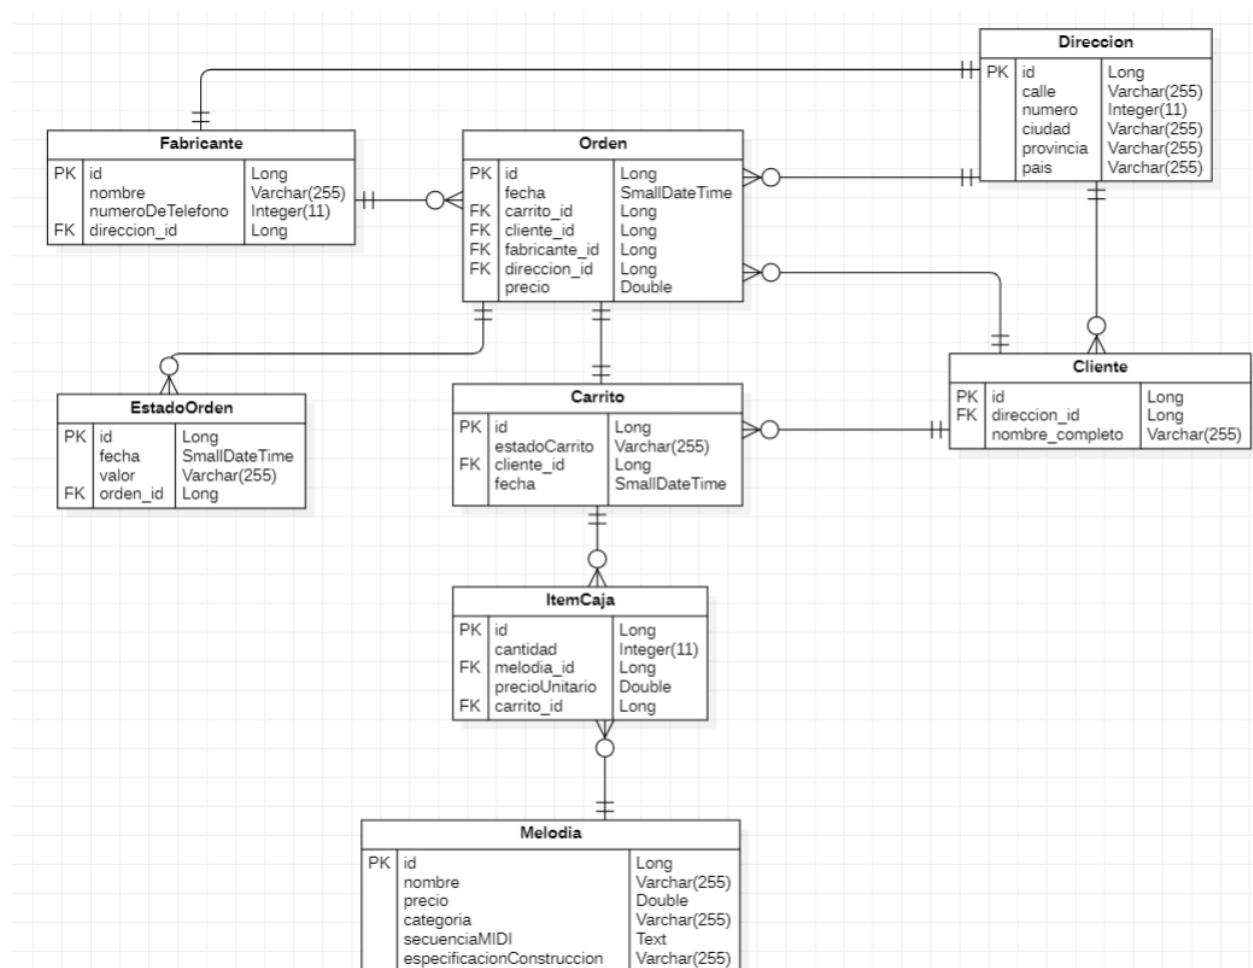 Direccion
PK id Long
calle Varchar(255)
numero Integer(11)
ciudad Varchar(255)
provincia Varchar(255)
pais Varchar(255)
Fabricante
PK id Long
nombre Varchar(255)
numeroDeTelefono Integer(11)
FK direccion_id Long
Orden
PK id Long
fecha SmallDateTime
FK carrito_id Long
FK cliente_id Long
FK fabricante_id Long
FK direccion_id Long
precio Double
Cliente
PK id Long
FK direccion_id Long
nombre_completo Varchar(255)
EstadoOrden
PK id Long
fecha SmallDateTime
valor Varchar(255)
FK orden_id Long
Carrito
PK id Long
estadoCarrito Varchar(255)
FK cliente_id Long
fecha SmallDateTime
ItemCaja
PK id Long
cantidad Integer(11)
FK melodia_id Long
precioUnitario Double
FK carrito_id Long
Melodia
PK id Long
nombre Varchar(255)
precio Double
categoria Varchar(255)
secuenciaMIDI Text
especificacionConstruccion Varchar(255)